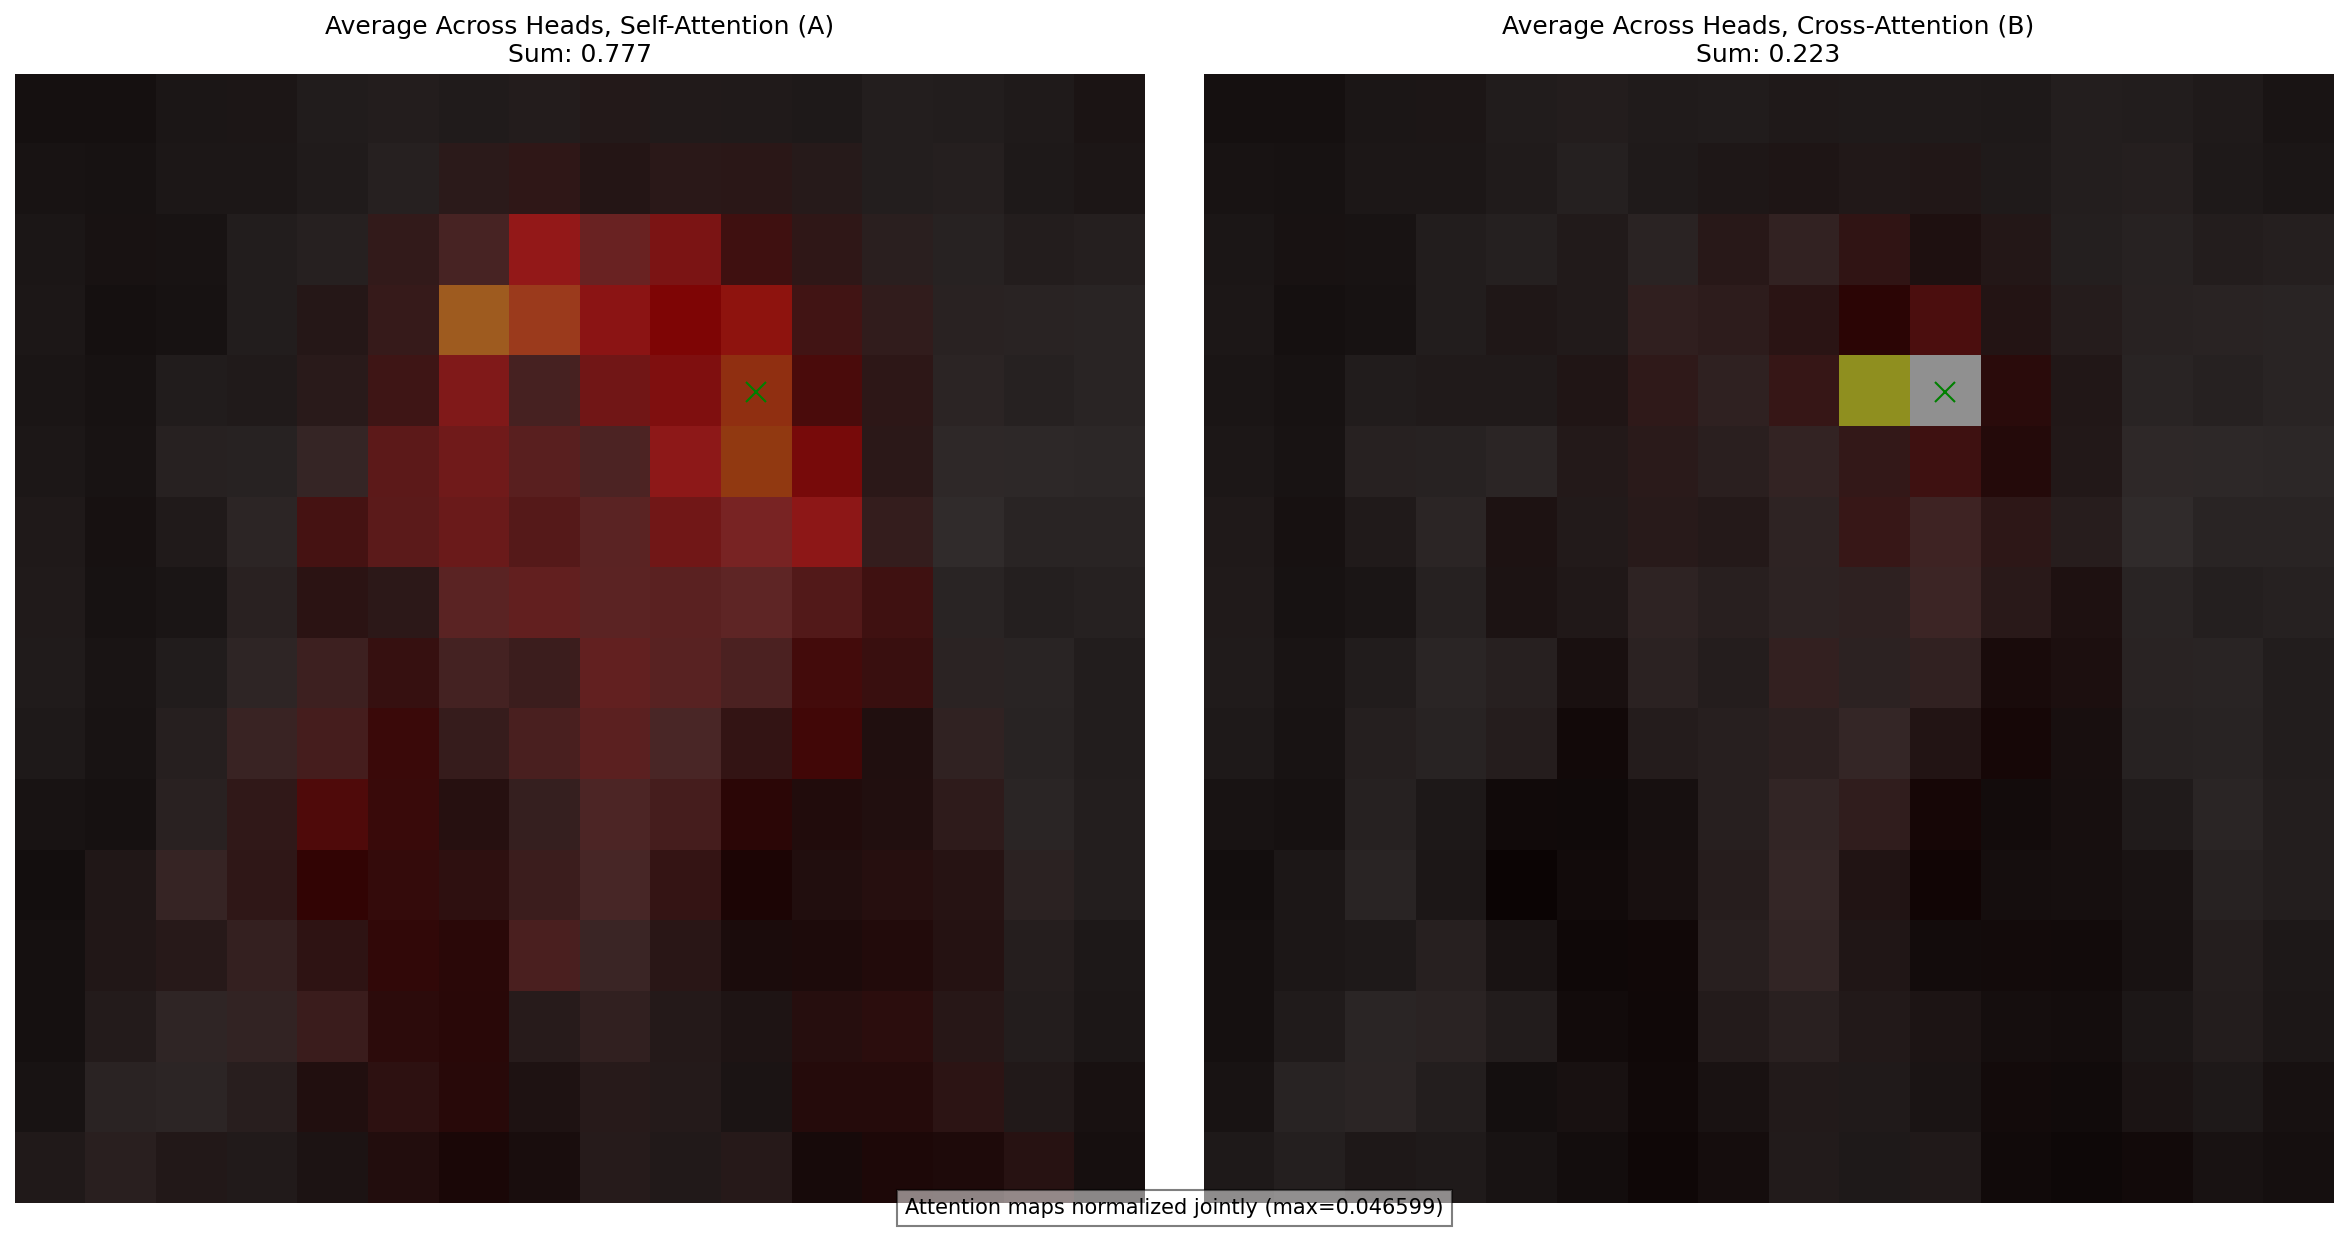 Average Across Heads, Self-Attention (A)
Sum: 0.777
Average Across Heads, Cross-Attention (B)
Sum: 0.223
Attention maps normalized jointly (max=0.046599)